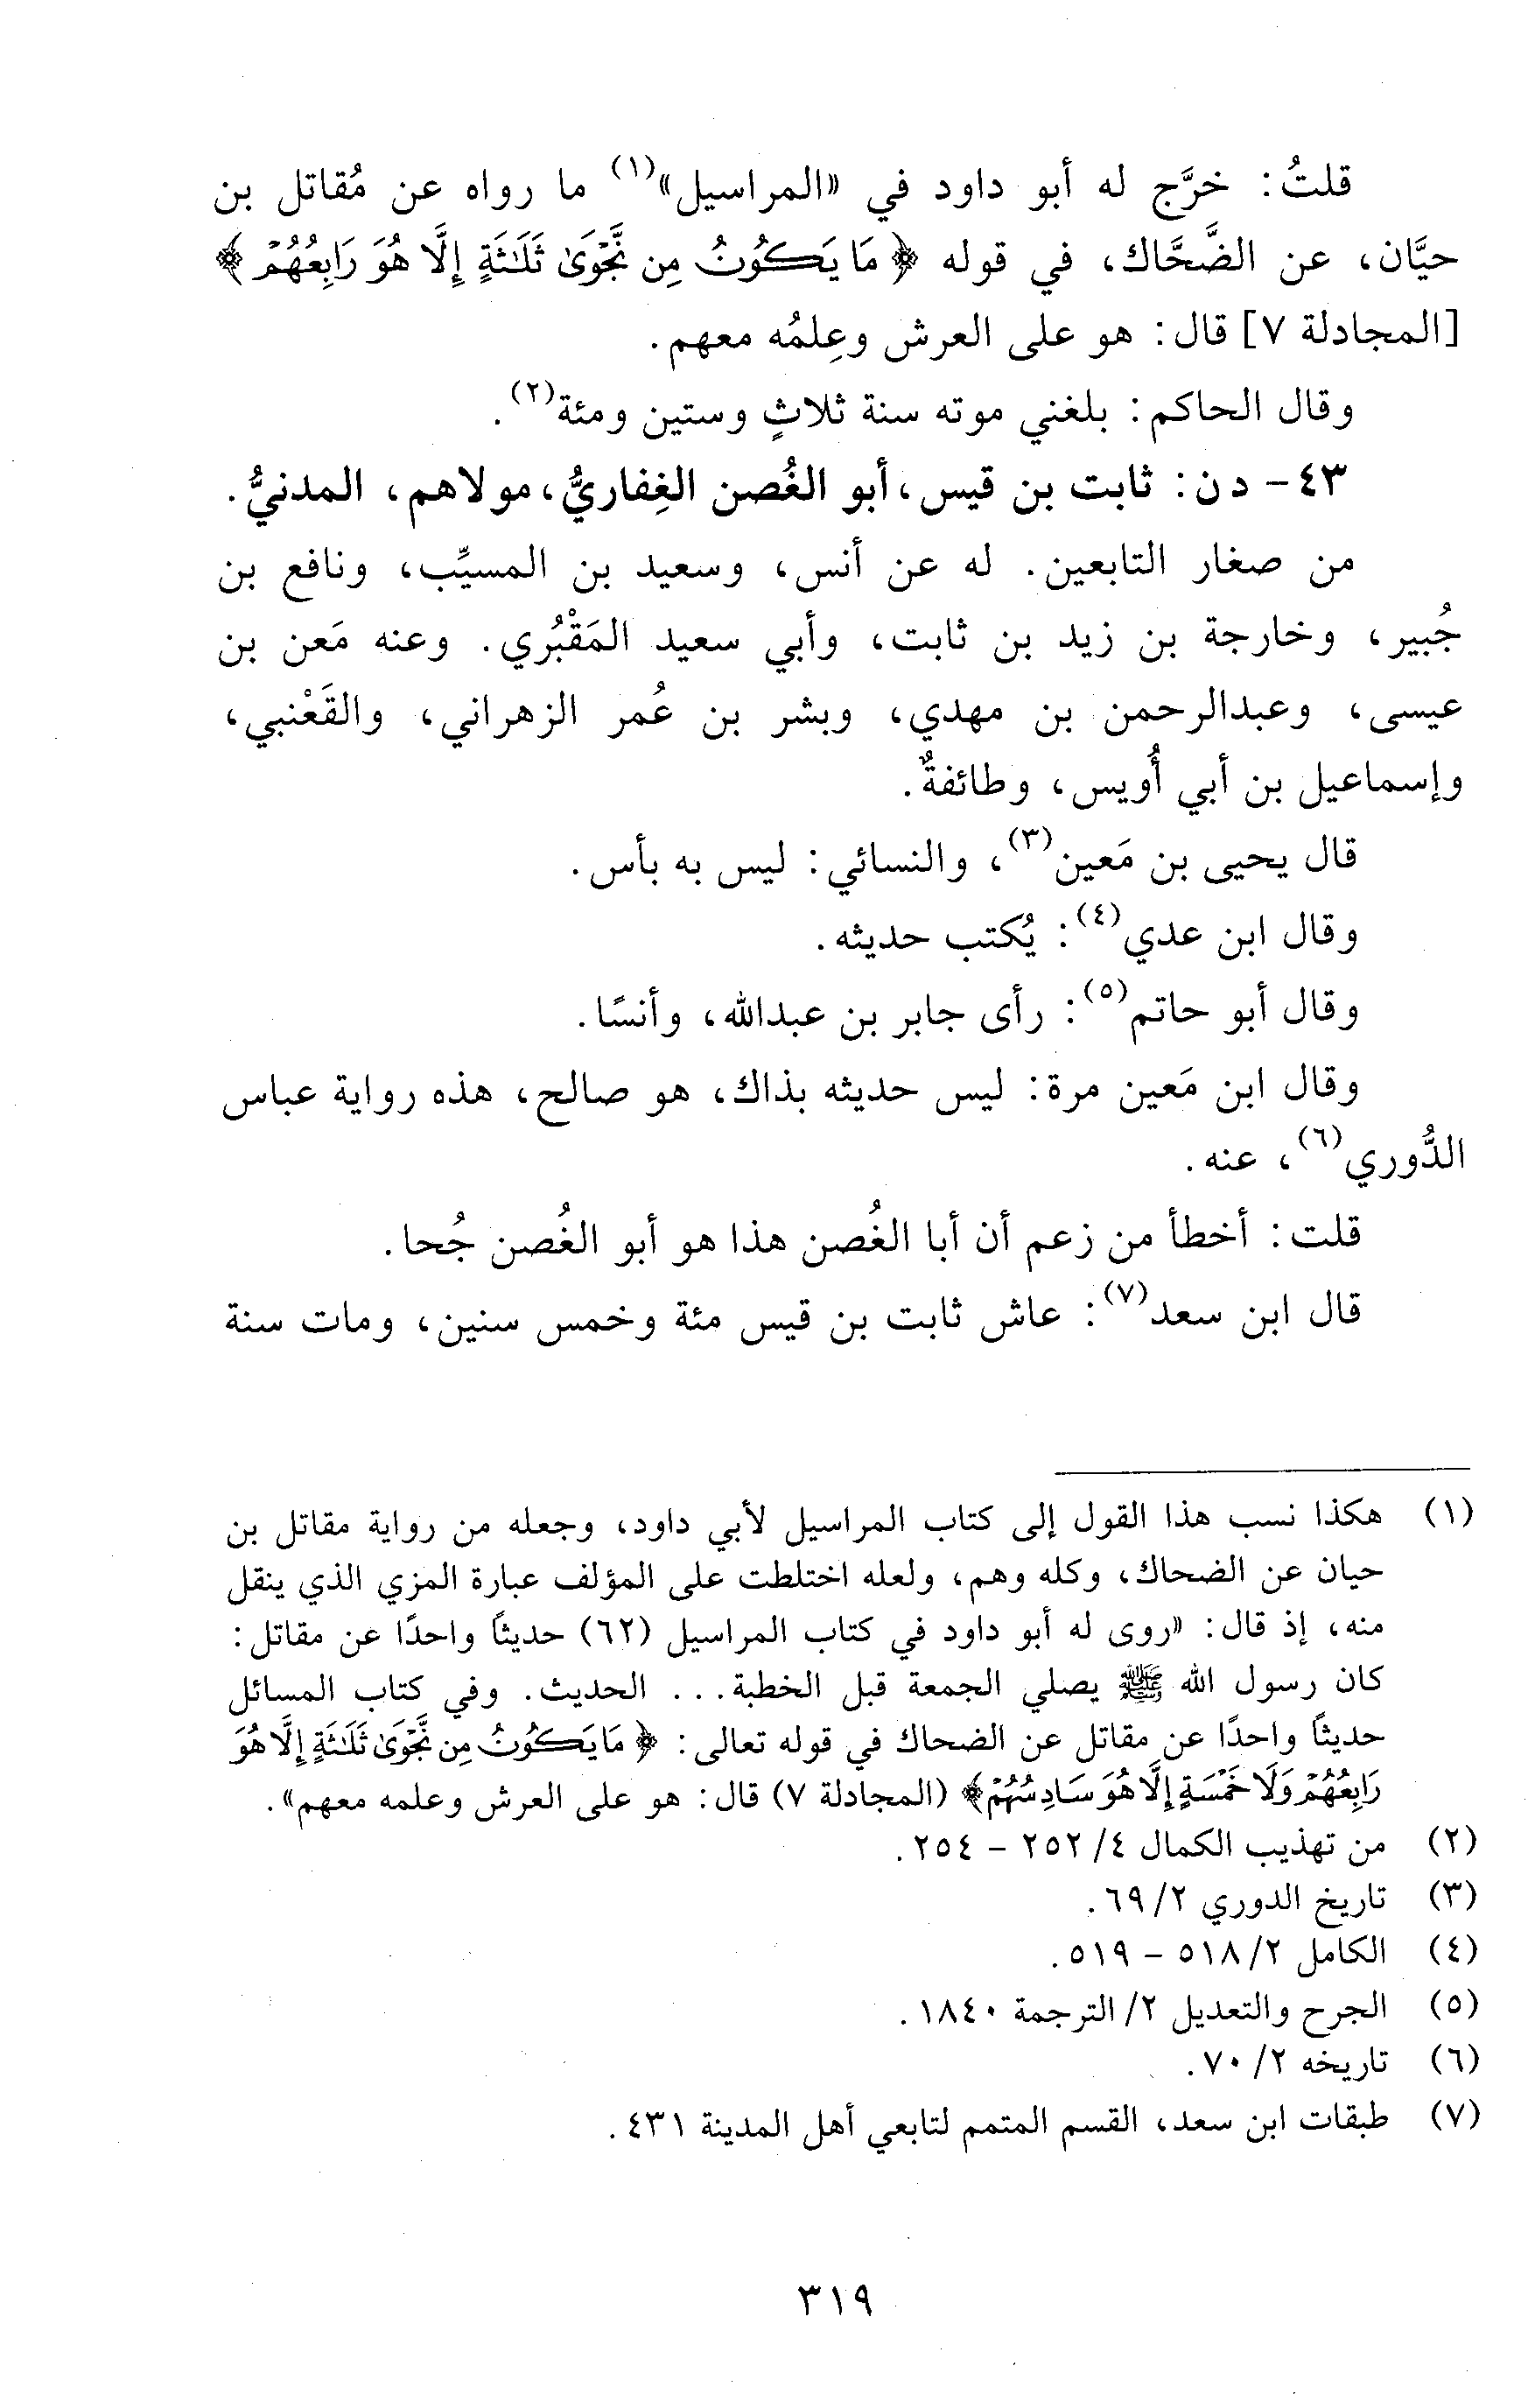 قلتُ: خرَّج له أبو داود في «المراسيل»(١) ما رواه عن مُقاتل بن
حيَّان، عن الضَّحَّاك، في قوله ﴿مَا يَكُونُ مِن نَّجْوَىٰ ثَلَـٰثَةٍ إِلَّا هُوَ رَابِعُهُمْ﴾
[المجادلة ٧] قال: هو على العرش وعِلمُه معهم.
وقال الحاكم: بلغني موته سنة ثلاثٍ وستين ومئة(٢).
٤٣- د ن: ثابت بن قيس، أبو الغُصن الغِفاريُّ، مولاهم، المدنيُّ.
من صغار التابعين. له عن أنس، وسعيد بن المسيِّب، ونافع بن
جُبير، وخارجة بن زيد بن ثابت، وأبي سعيد المَقْبُري. وعنه مَعن بن
عيسى، وعبدالرحمن بن مهدي، وبشر بن عُمر الزهراني، والقَعْنبي،
وإسماعيل بن أبي أُويس، وطائفةٌ.
قال يحيى بن مَعين(٣)، والنسائي: ليس به بأس.
وقال ابن عدي(٤): يُكتب حديثه.
وقال أبو حاتم(٥): رأى جابر بن عبدالله، وأنسًا.
وقال ابن مَعين مرة: ليس حديثه بذاك، هو صالح، هذه رواية عباس
الدُّوري(٦)، عنه.
قلت: أخطأ من زعم أن أبا الغُصن هذا هو أبو الغُصن جُحا.
قال ابن سعد(٧): عاش ثابت بن قيس مئة وخمس سنين، ومات سنة
(١) هكذا نسب هذا القول إلى كتاب المراسيل لأبي داود، وجعله من رواية مقاتل بن
حيان عن الضحاك، وكله وهم، ولعله اختلطت على المؤلف عبارة المزي الذي ينقل
منه، إذ قال: «روى له أبو داود في كتاب المراسيل (٦٢) حديثًا واحدًا عن مقاتل:
كان رسول الله ﷺ يصلي الجمعة قبل الخطبة... الحديث. وفي كتاب المسائل
حديثًا واحدًا عن مقاتل عن الضحاك في قوله تعالى: ﴿مَا يَكُونُ مِن نَّجْوَىٰ ثَلَـٰثَةٍ إِلَّا هُوَ
رَابِعُهُمْ وَلَا خَمْسَةٍ إِلَّا هُوَ سَادِسُهُمْ﴾ (المجادلة ٧) قال: هو على العرش وعلمه معهم».
(٢) من تهذيب الكمال ٤/ ٢٥٢ - ٢٥٤.
(٣) تاريخ الدوري ٢/ ٦٩.
(٤) الكامل ٢/ ٥١٨ - ٥١٩.
(٥) الجرح والتعديل ٢/ الترجمة ١٨٤٠.
(٦) تاريخه ٢/ ٧٠.
(٧) طبقات ابن سعد، القسم المتمم لتابعي أهل المدينة ٤٣١.
٣١٩